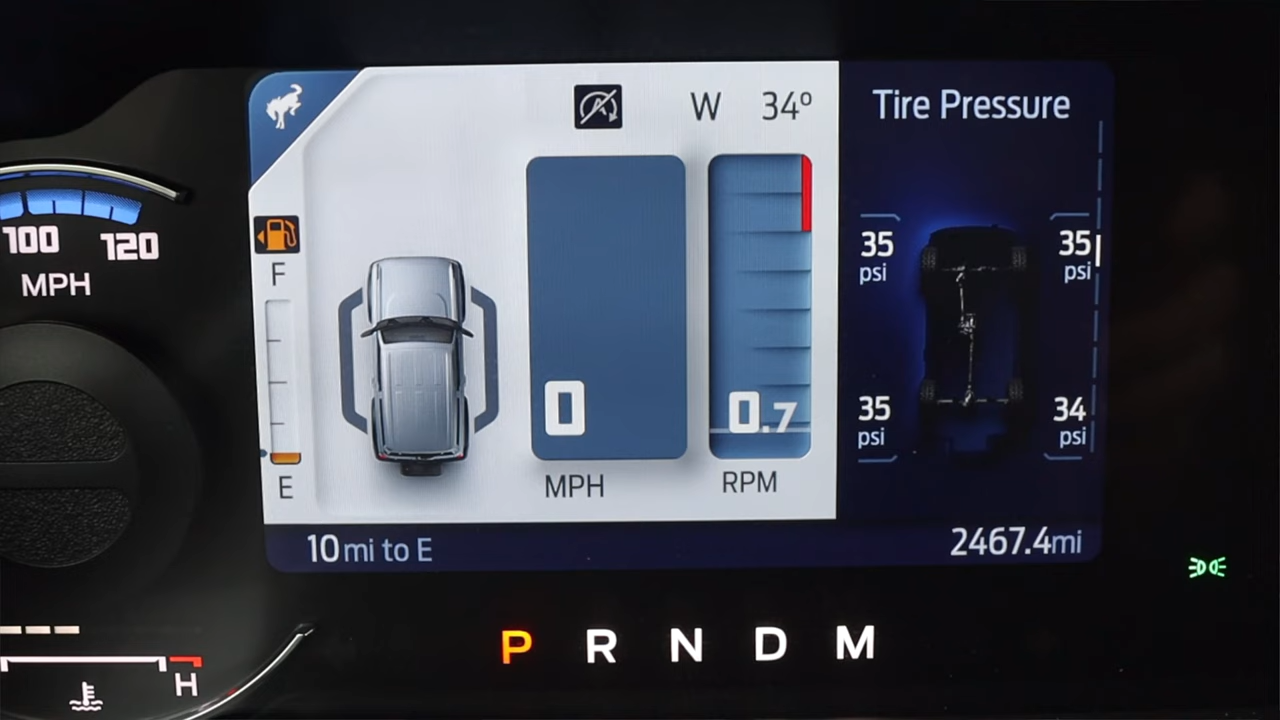 W 34°
Tire Pressure
100 120
MPH
F
E
0
MPH
0.7
RPM
35
psi
35
psi
35
psi
34
psi
10 mi to E
2467.4mi
P R N D M
H